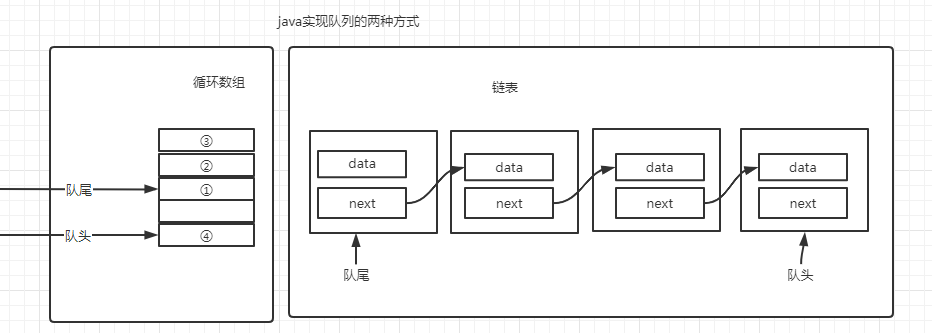 java实现队列的两种方式
循环数组
③
②
队尾
①
队头
④
链表
data
data
data
data
next
next
next
next
队尾
队头